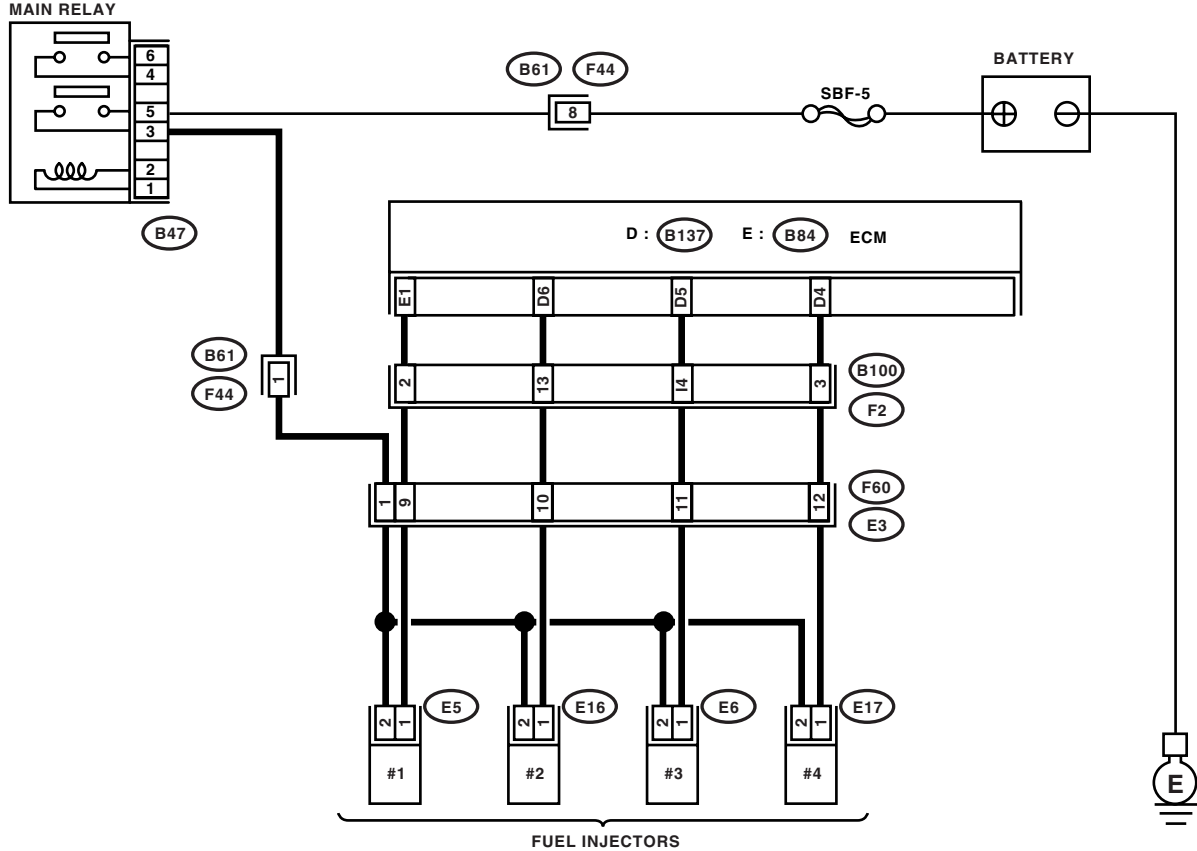 MAIN RELAY
6
4
5
3
2
1
B47
B61 F44
8
SBF-5
BATTERY
D : B137 E : B84 ECM
E1 D6 D5 D4
B61
F44
1
2 13 I4 3
B100
F2
1 9 10 11 12
F60
E3
2 1 E5
2 1 E16
2 1 E6
2 1 E17
#1 #2 #3 #4
E
FUEL INJECTORS